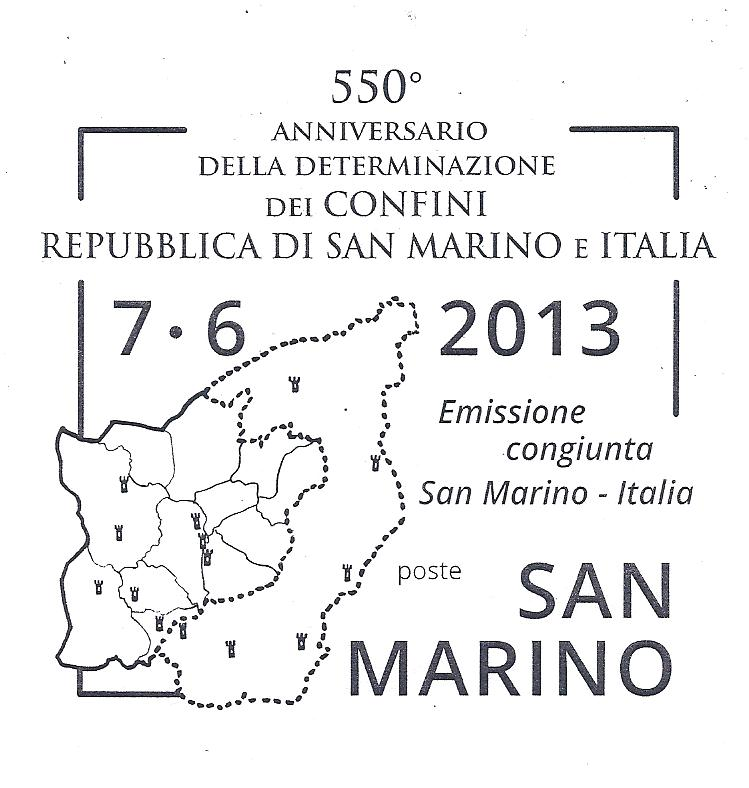 550°
ANNIVERSARIO
DELLA DETERMINAZIONE
DEI CONFINI
REPUBBLICA DI SAN MARINO E ITALIA
7·6 2013
Emissione
congiunta
San Marino - Italia
poste SAN
MARINO